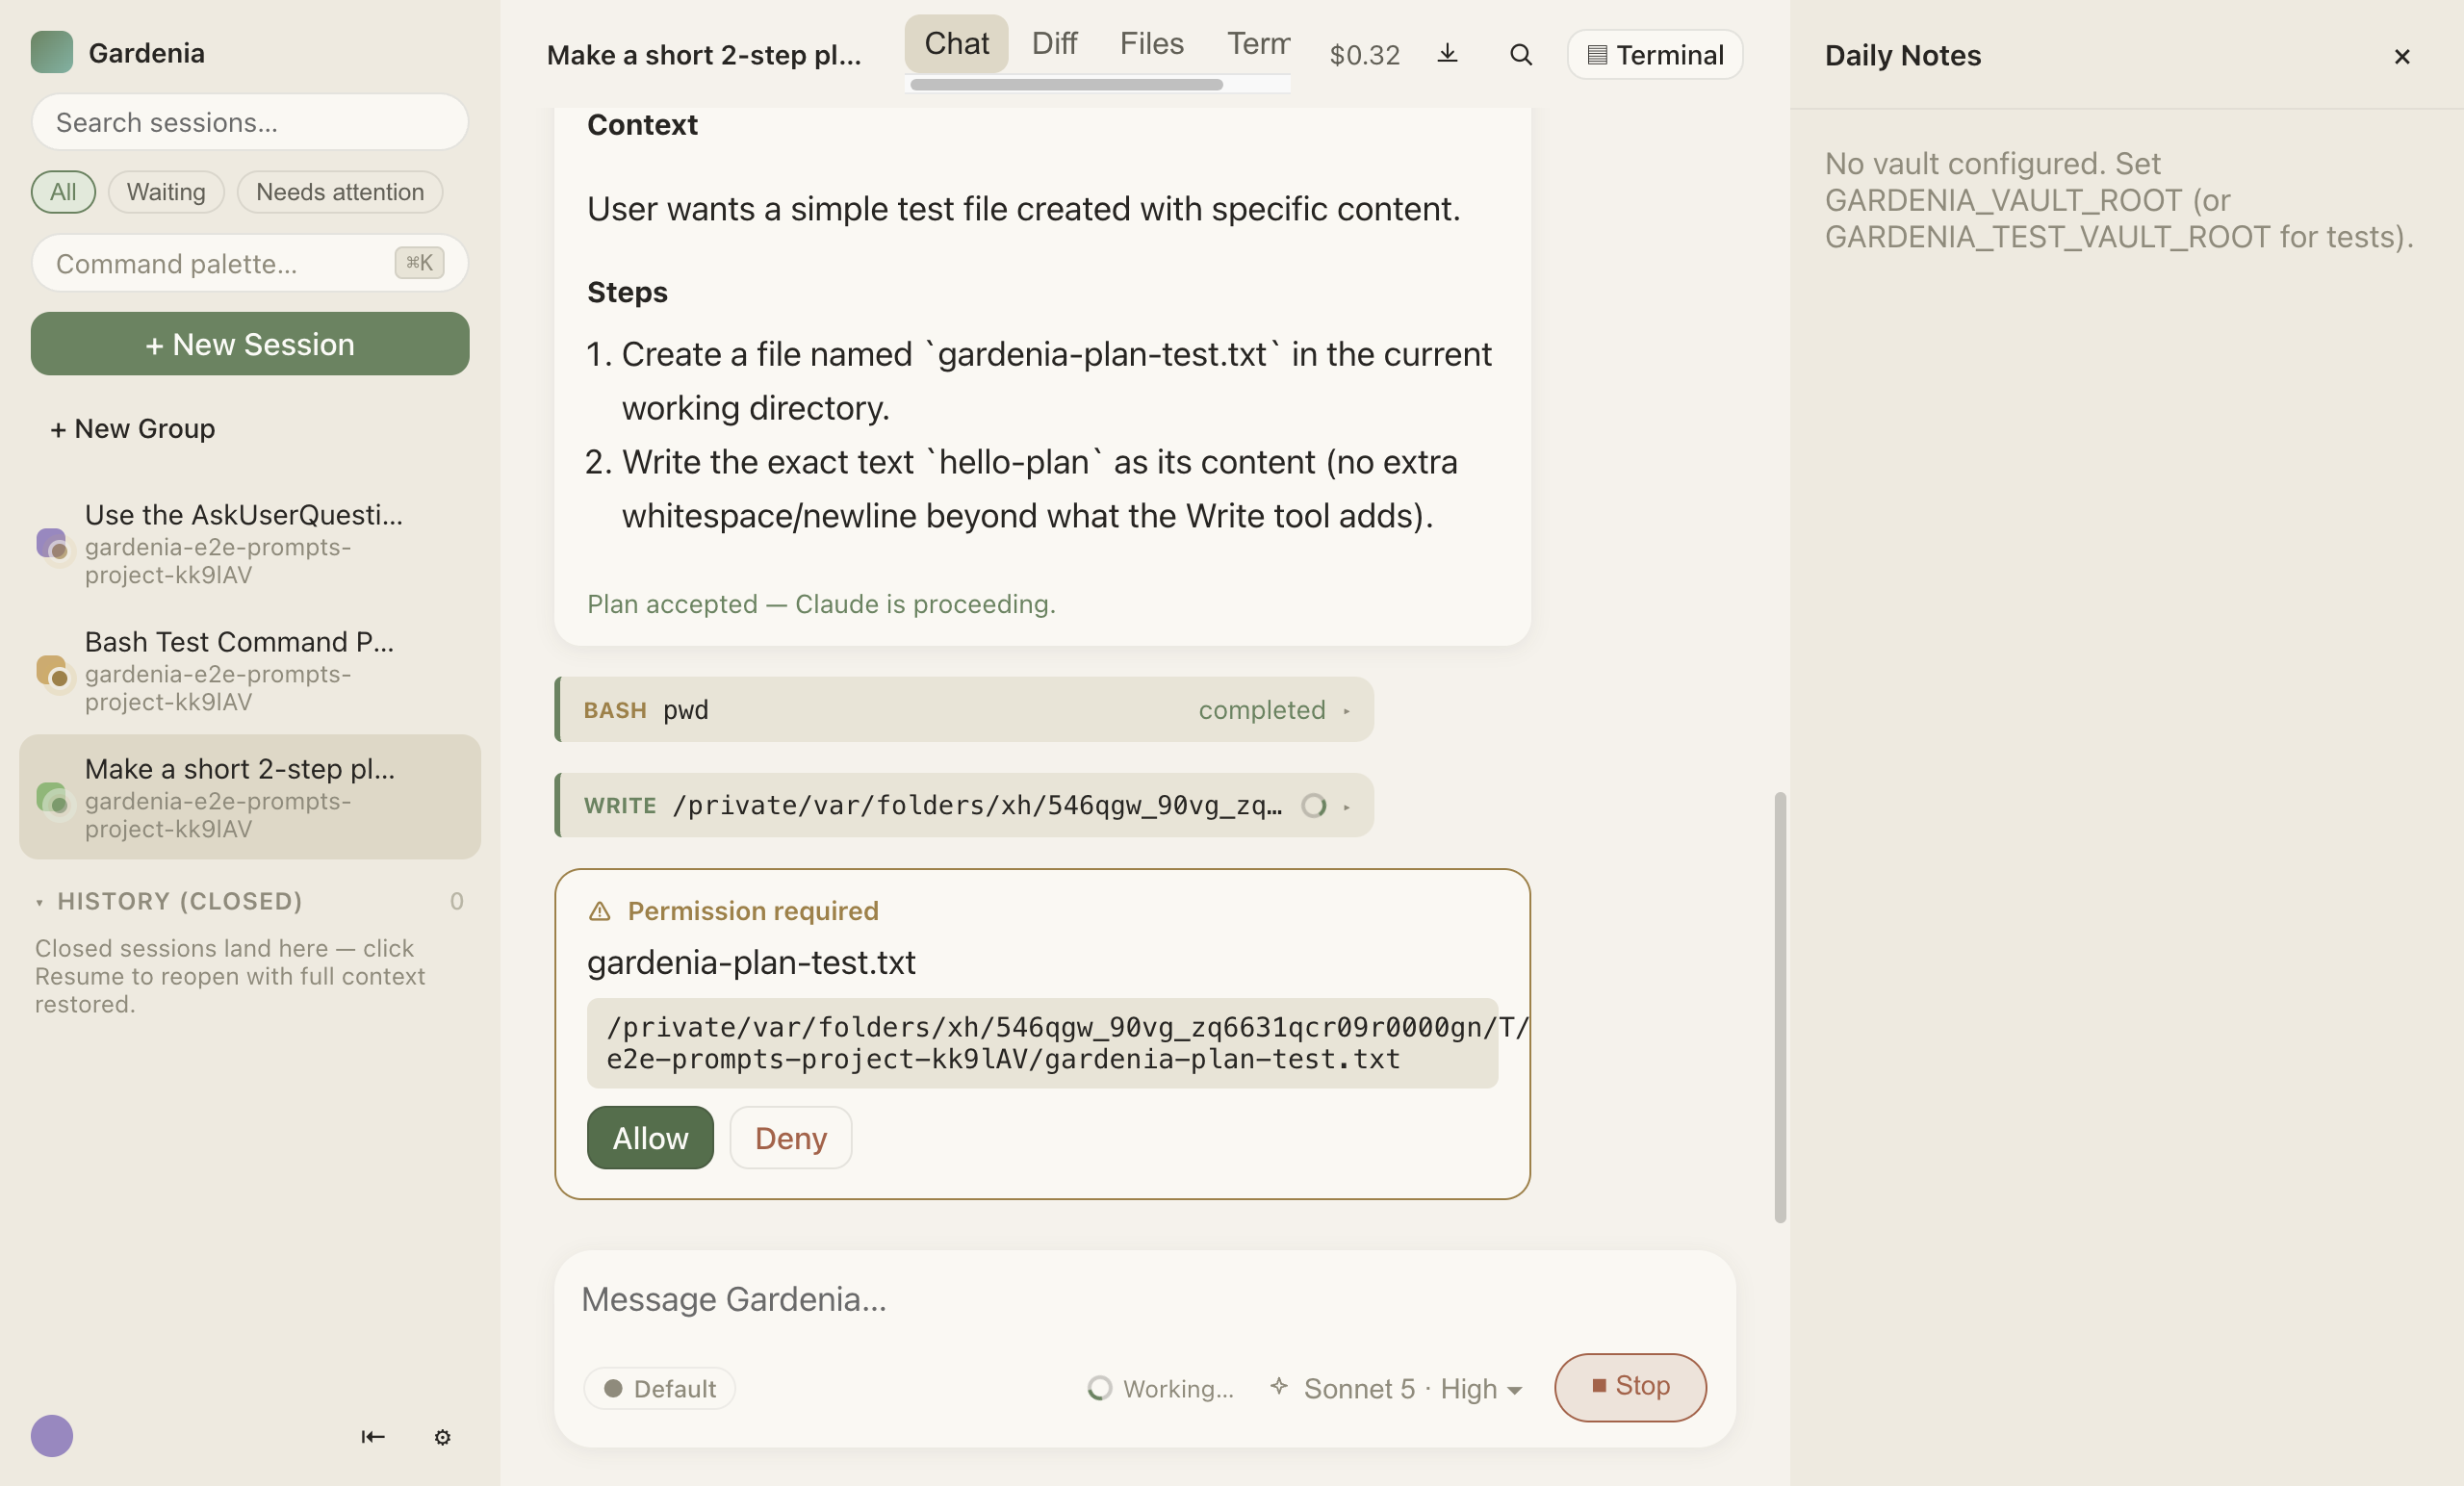 Gardenia
Search sessions...
All
Waiting
Needs attention
Command palette...
⌘K
+ New Session
+ New Group
Use the AskUserQuesti...
gardenia-e2e-prompts-
project-kk9lAV
Bash Test Command P...
gardenia-e2e-prompts-
project-kk9lAV
Make a short 2-step pl...
gardenia-e2e-prompts-
project-kk9lAV
HISTORY (CLOSED)
0
Closed sessions land here — click
Resume to reopen with full context
restored.
Make a short 2-step pl...
Chat
Diff
Files
Term
$0.32
Terminal
Context
User wants a simple test file created with specific content.
Steps
1. Create a file named `gardenia-plan-test.txt` in the current
working directory.
2. Write the exact text `hello-plan` as its content (no extra
whitespace/newline beyond what the Write tool adds).
Plan accepted — Claude is proceeding.
BASH pwd
completed
WRITE /private/var/folders/xh/546qgw_90vg_zq...
Permission required
gardenia-plan-test.txt
/private/var/folders/xh/546qgw_90vg_zq6631qcr09r0000gn/T/
e2e-prompts-project-kk9lAV/gardenia-plan-test.txt
Allow
Deny
Message Gardenia...
Default
Working...
Sonnet 5 · High
Stop
Daily Notes
No vault configured. Set
GARDENIA_VAULT_ROOT (or
GARDENIA_TEST_VAULT_ROOT for tests).